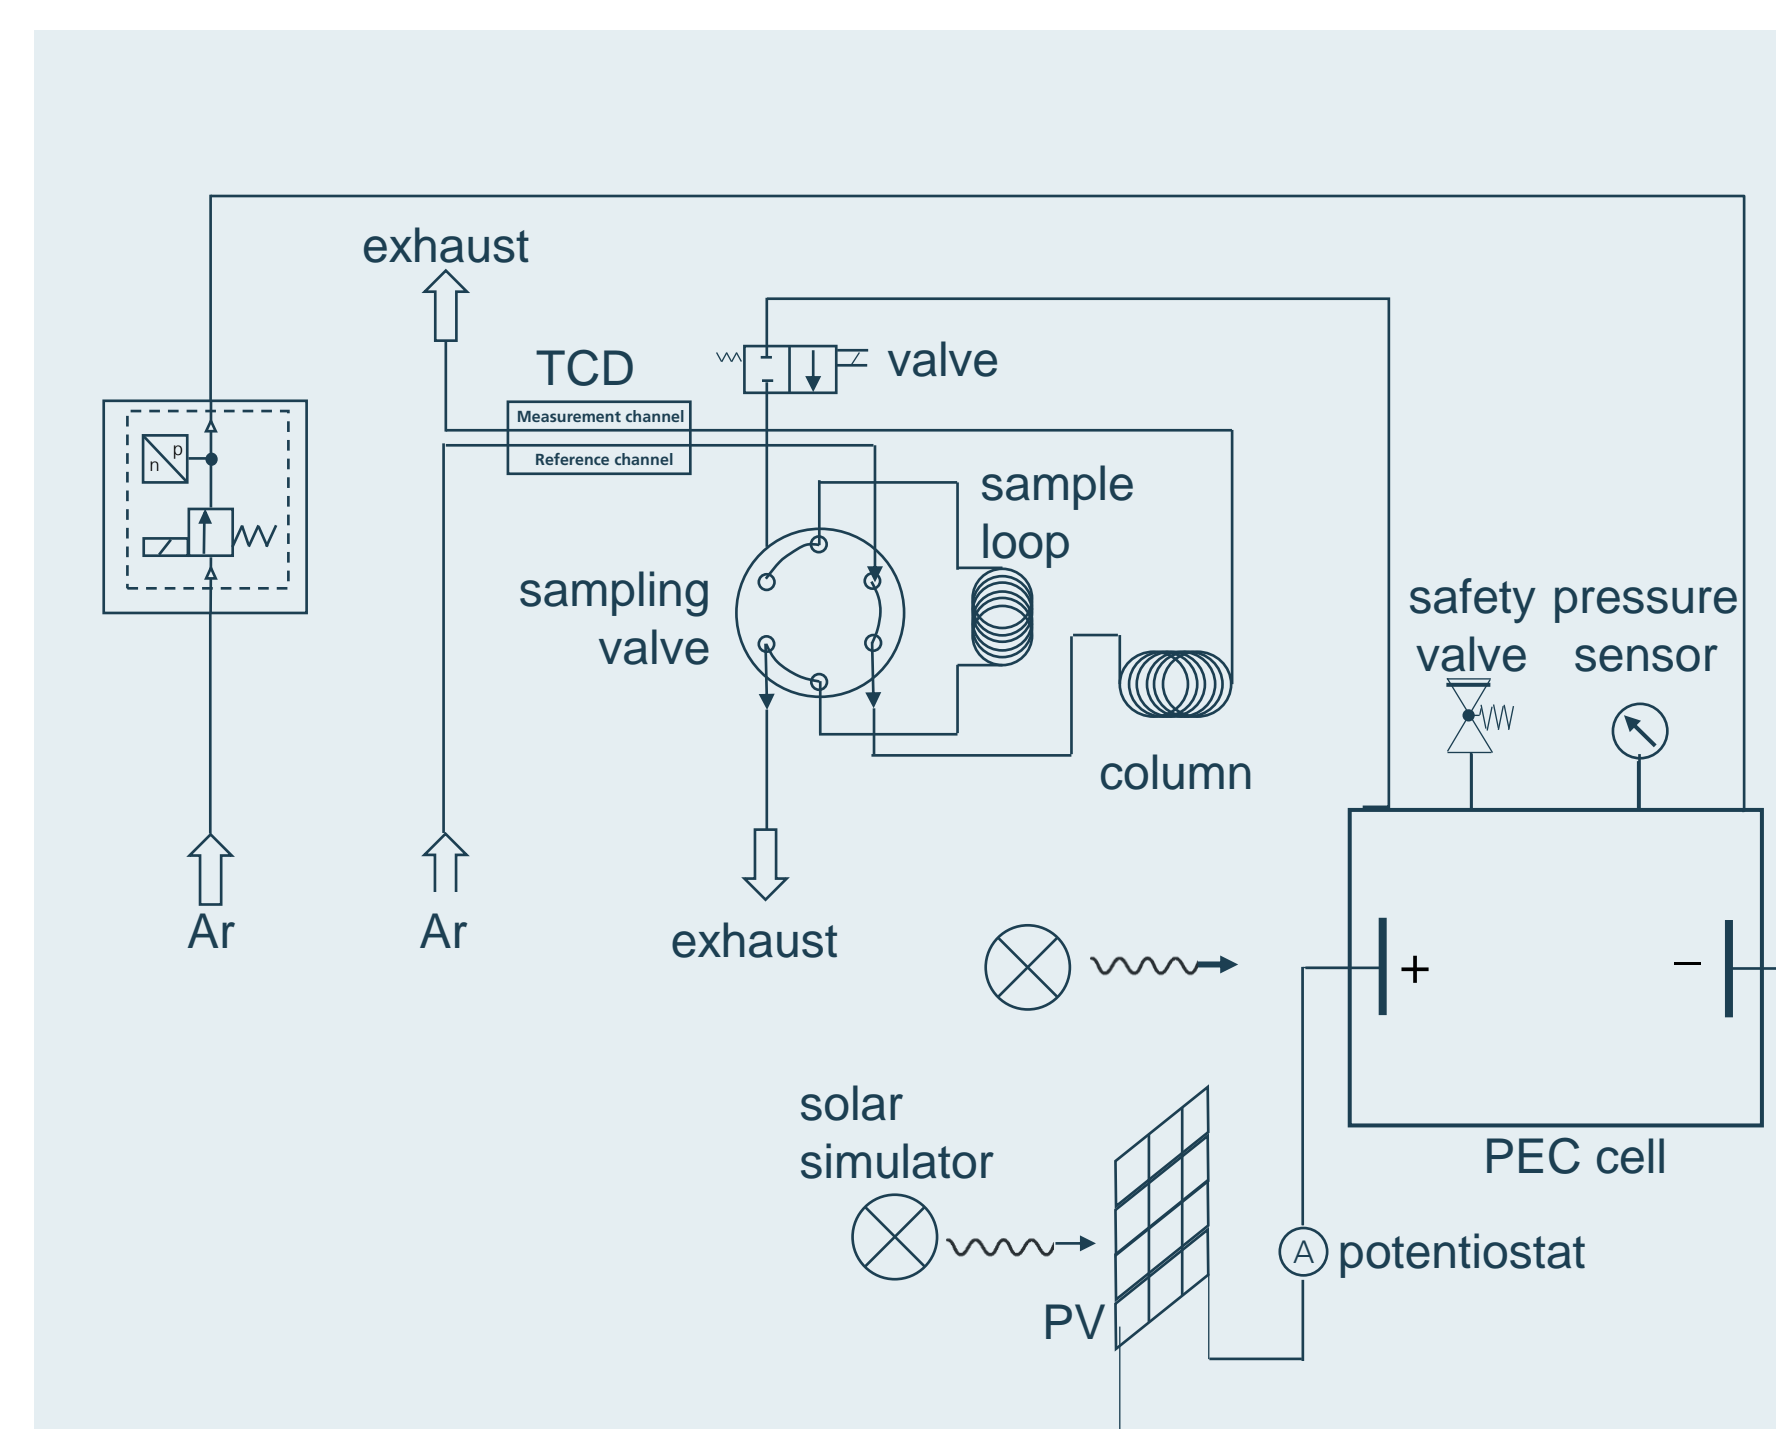 exhaust
TCD
valve
Measurement channel
Reference channel
p
n
sample
loop
sampling
valve
safety pressure
valve sensor
column
Ar
Ar
exhaust
+
−
solar
simulator
PEC cell
A potentiostat
PV